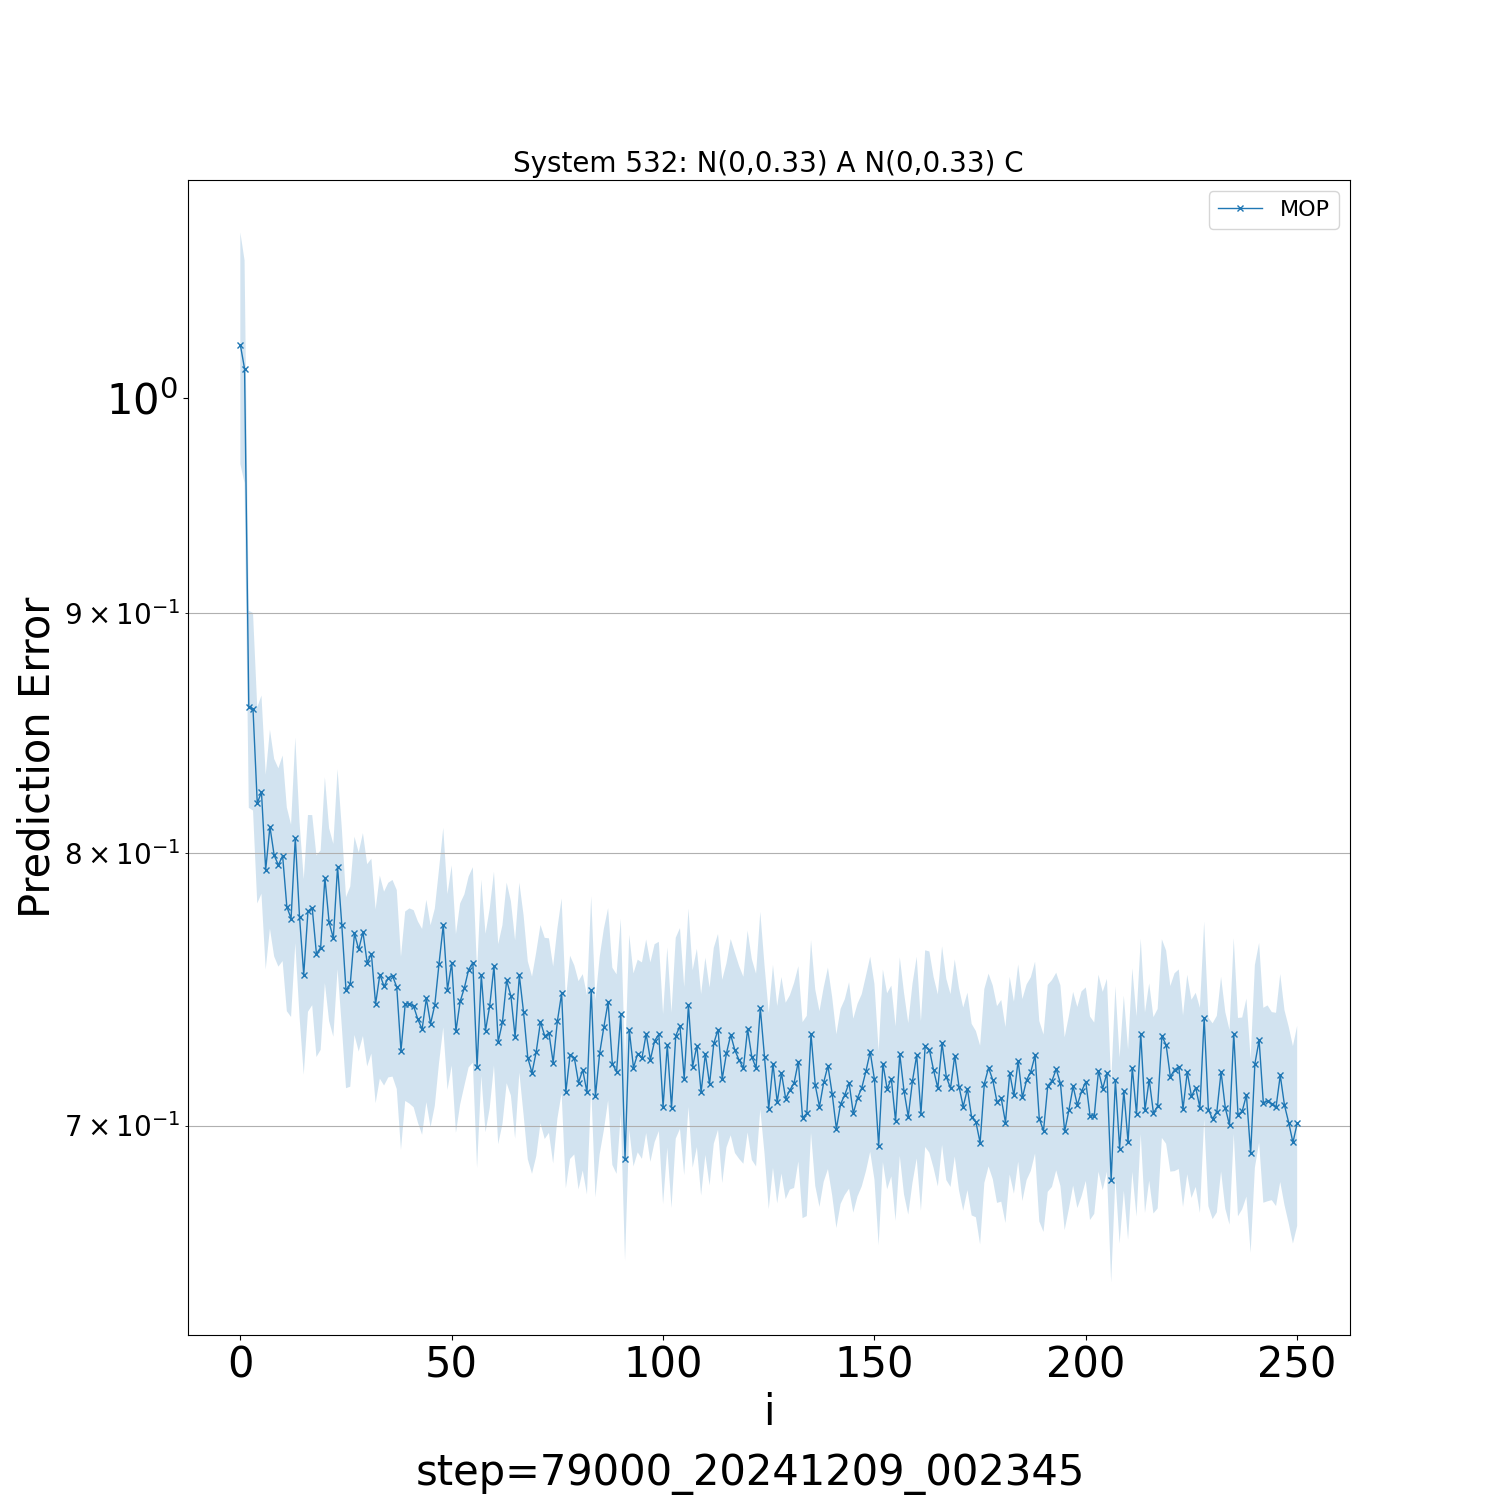 System 532: N(0,0.33) A N(0,0.33) C
MOP
10⁰
9 × 10⁻¹
8 × 10⁻¹
7 × 10⁻¹
Prediction Error
0 50 100 150 200 250
i
step=79000_20241209_002345